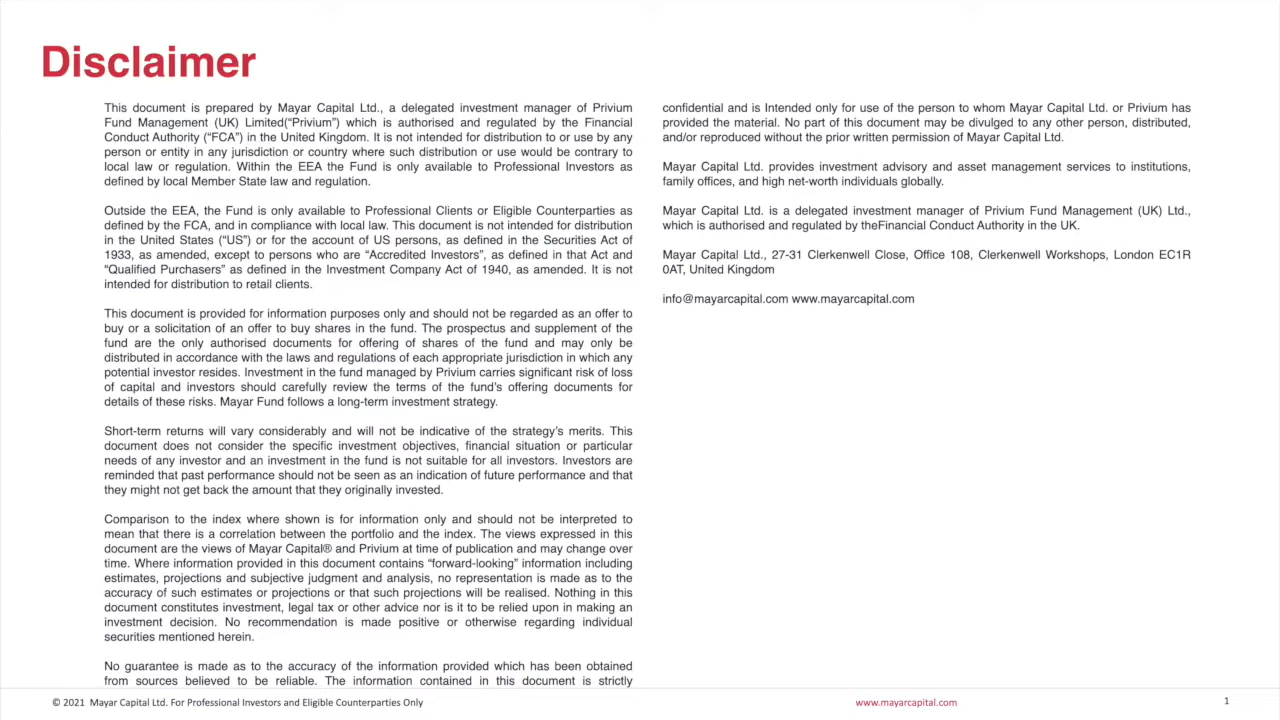 Disclaimer
This document is prepared by Mayar Capital Ltd., a delegated investment manager of Privium
Fund Management (UK) Limited(“Privium”) which is authorised and regulated by the Financial
Conduct Authority (“FCA”) in the United Kingdom. It is not intended for distribution to or use by any
person or entity in any jurisdiction or country where such distribution or use would be contrary to
local law or regulation. Within the EEA the Fund is only available to Professional Investors as
defined by local Member State law and regulation.
Outside the EEA, the Fund is only available to Professional Clients or Eligible Counterparties as
defined by the FCA, and in compliance with local law. This document is not intended for distribution
in the United States (“US”) or for the account of US persons, as defined in the Securities Act of
1933, as amended, except to persons who are “Accredited Investors”, as defined in that Act and
“Qualified Purchasers” as defined in the Investment Company Act of 1940, as amended. It is not
intended for distribution to retail clients.
This document is provided for information purposes only and should not be regarded as an offer to
buy or a solicitation of an offer to buy shares in the fund. The prospectus and supplement of the
fund are the only authorised documents for offering of shares of the fund and may only be
distributed in accordance with the laws and regulations of each appropriate jurisdiction in which any
potential investor resides. Investment in the fund managed by Privium carries significant risk of loss
of capital and investors should carefully review the terms of the fund’s offering documents for
details of these risks. Mayar Fund follows a long-term investment strategy.
Short-term returns will vary considerably and will not be indicative of the strategy’s merits. This
document does not consider the specific investment objectives, financial situation or particular
needs of any investor and an investment in the fund is not suitable for all investors. Investors are
reminded that past performance should not be seen as an indication of future performance and that
they might not get back the amount that they originally invested.
Comparison to the index where shown is for information only and should not be interpreted to
mean that there is a correlation between the portfolio and the index. The views expressed in this
document are the views of Mayar Capital® and Privium at time of publication and may change over
time. Where information provided in this document contains “forward-looking” information including
estimates, projections and subjective judgment and analysis, no representation is made as to the
accuracy of such estimates or projections or that such projections will be realised. Nothing in this
document constitutes investment, legal tax or other advice nor is it to be relied upon in making an
investment decision. No recommendation is made positive or otherwise regarding individual
securities mentioned herein.
No guarantee is made as to the accuracy of the information provided which has been obtained
from sources believed to be reliable. The information contained in this document is strictly
confidential and is Intended only for use of the person to whom Mayar Capital Ltd. or Privium has
provided the material. No part of this document may be divulged to any other person, distributed,
and/or reproduced without the prior written permission of Mayar Capital Ltd.
Mayar Capital Ltd. provides investment advisory and asset management services to institutions,
family offices, and high net-worth individuals globally.
Mayar Capital Ltd. is a delegated investment manager of Privium Fund Management (UK) Ltd.,
which is authorised and regulated by theFinancial Conduct Authority in the UK.
Mayar Capital Ltd., 27-31 Clerkenwell Close, Office 108, Clerkenwell Workshops, London EC1R
0AT, United Kingdom
info@mayarcapital.com www.mayarcapital.com
© 2021 Mayar Capital Ltd. For Professional Investors and Eligible Counterparties Only
www.mayarcapital.com
1